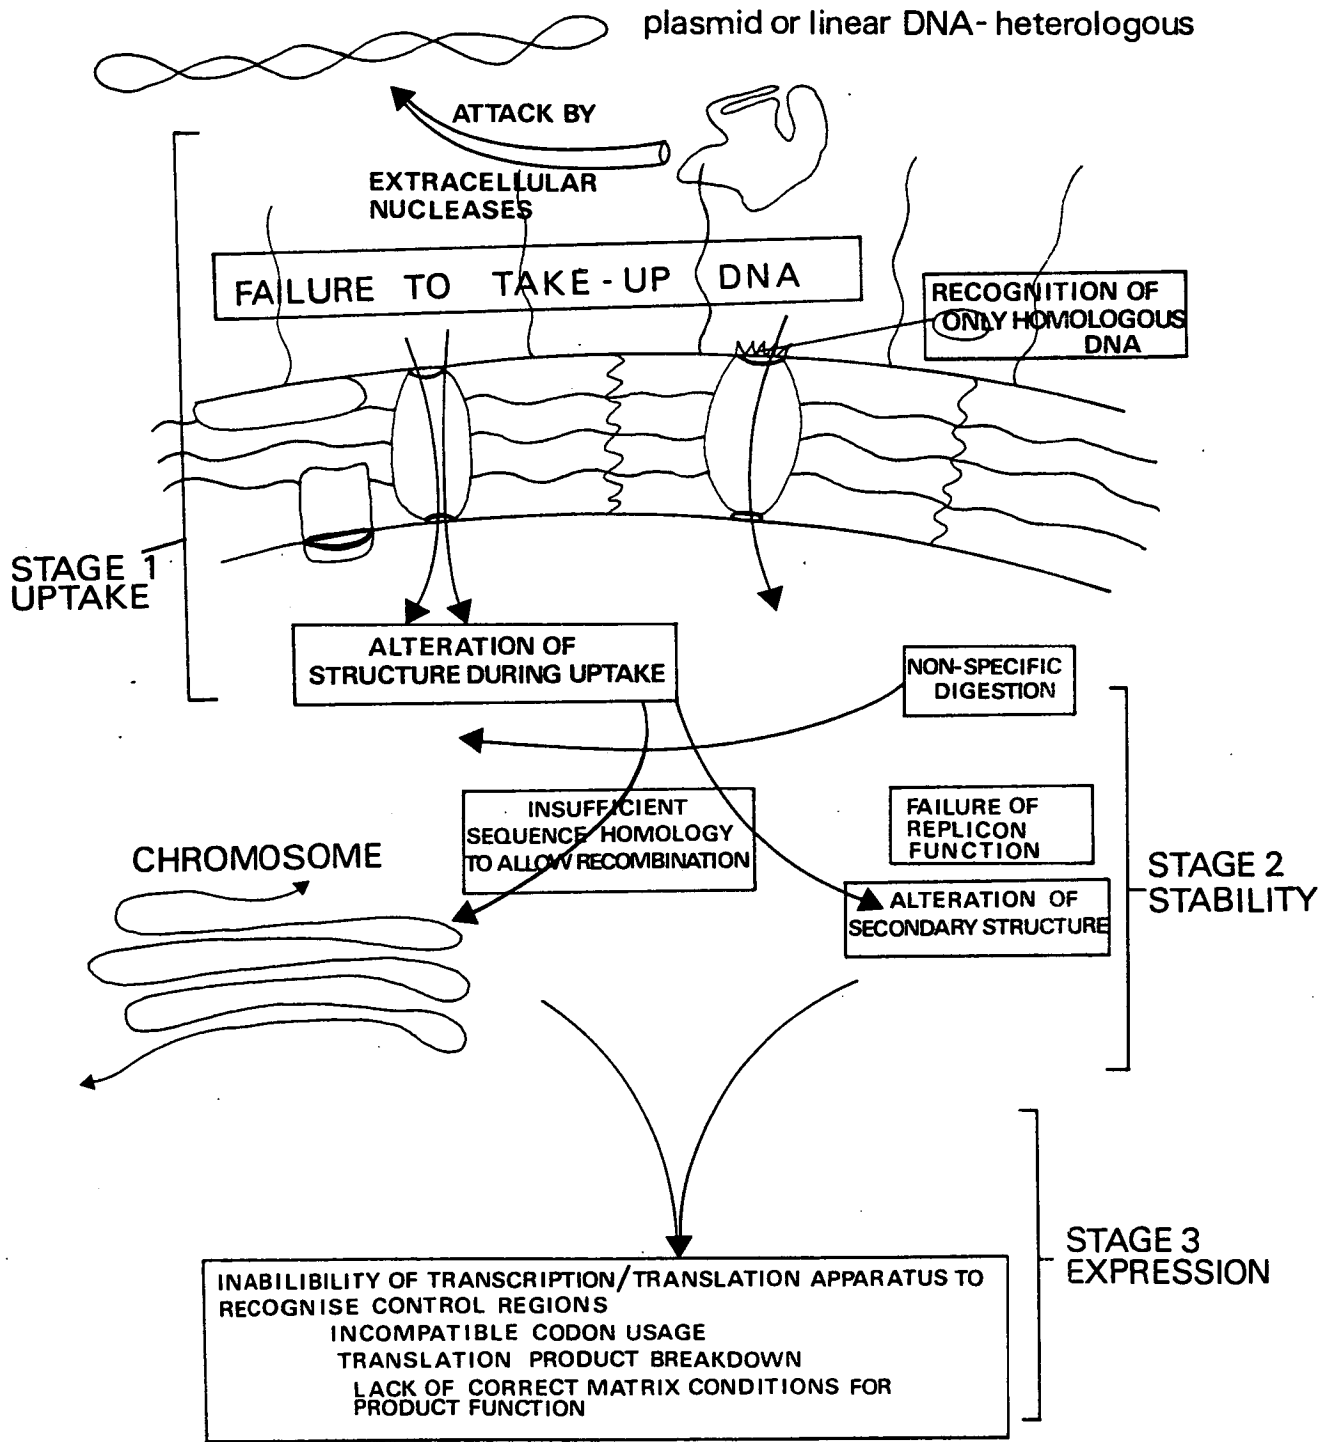 plasmid or linear DNA- heterologous
ATTACK BY
EXTRACELLULAR
NUCLEASES
FAILURE TO TAKE-UP DNA
RECOGNITION OF
ONLY HOMOLOGOUS
DNA
STAGE 1
UPTAKE
ALTERATION OF
STRUCTURE DURING UPTAKE
NON-SPECIFIC
DIGESTION
INSUFFICIENT
SEQUENCE HOMOLOGY
TO ALLOW RECOMBINATION
FAILURE OF
REPLICON
FUNCTION
CHROMOSOME
ALTERATION OF
SECONDARY STRUCTURE
STAGE 2
STABILITY
STAGE 3
EXPRESSION
INABILIBILITY OF TRANSCRIPTION/TRANSLATION APPARATUS TO
RECOGNISE CONTROL REGIONS
INCOMPATIBLE CODON USAGE
TRANSLATION PRODUCT BREAKDOWN
LACK OF CORRECT MATRIX CONDITIONS FOR
PRODUCT FUNCTION